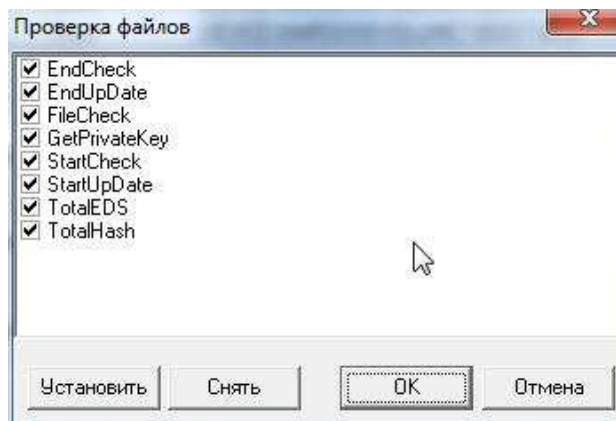 Проверка файлов
EndCheck
EndUpDate
FileCheck
GetPrivateKey
StartCheck
StartUpDate
TotalEDS
TotalHash
Установить Снять OK Отмена